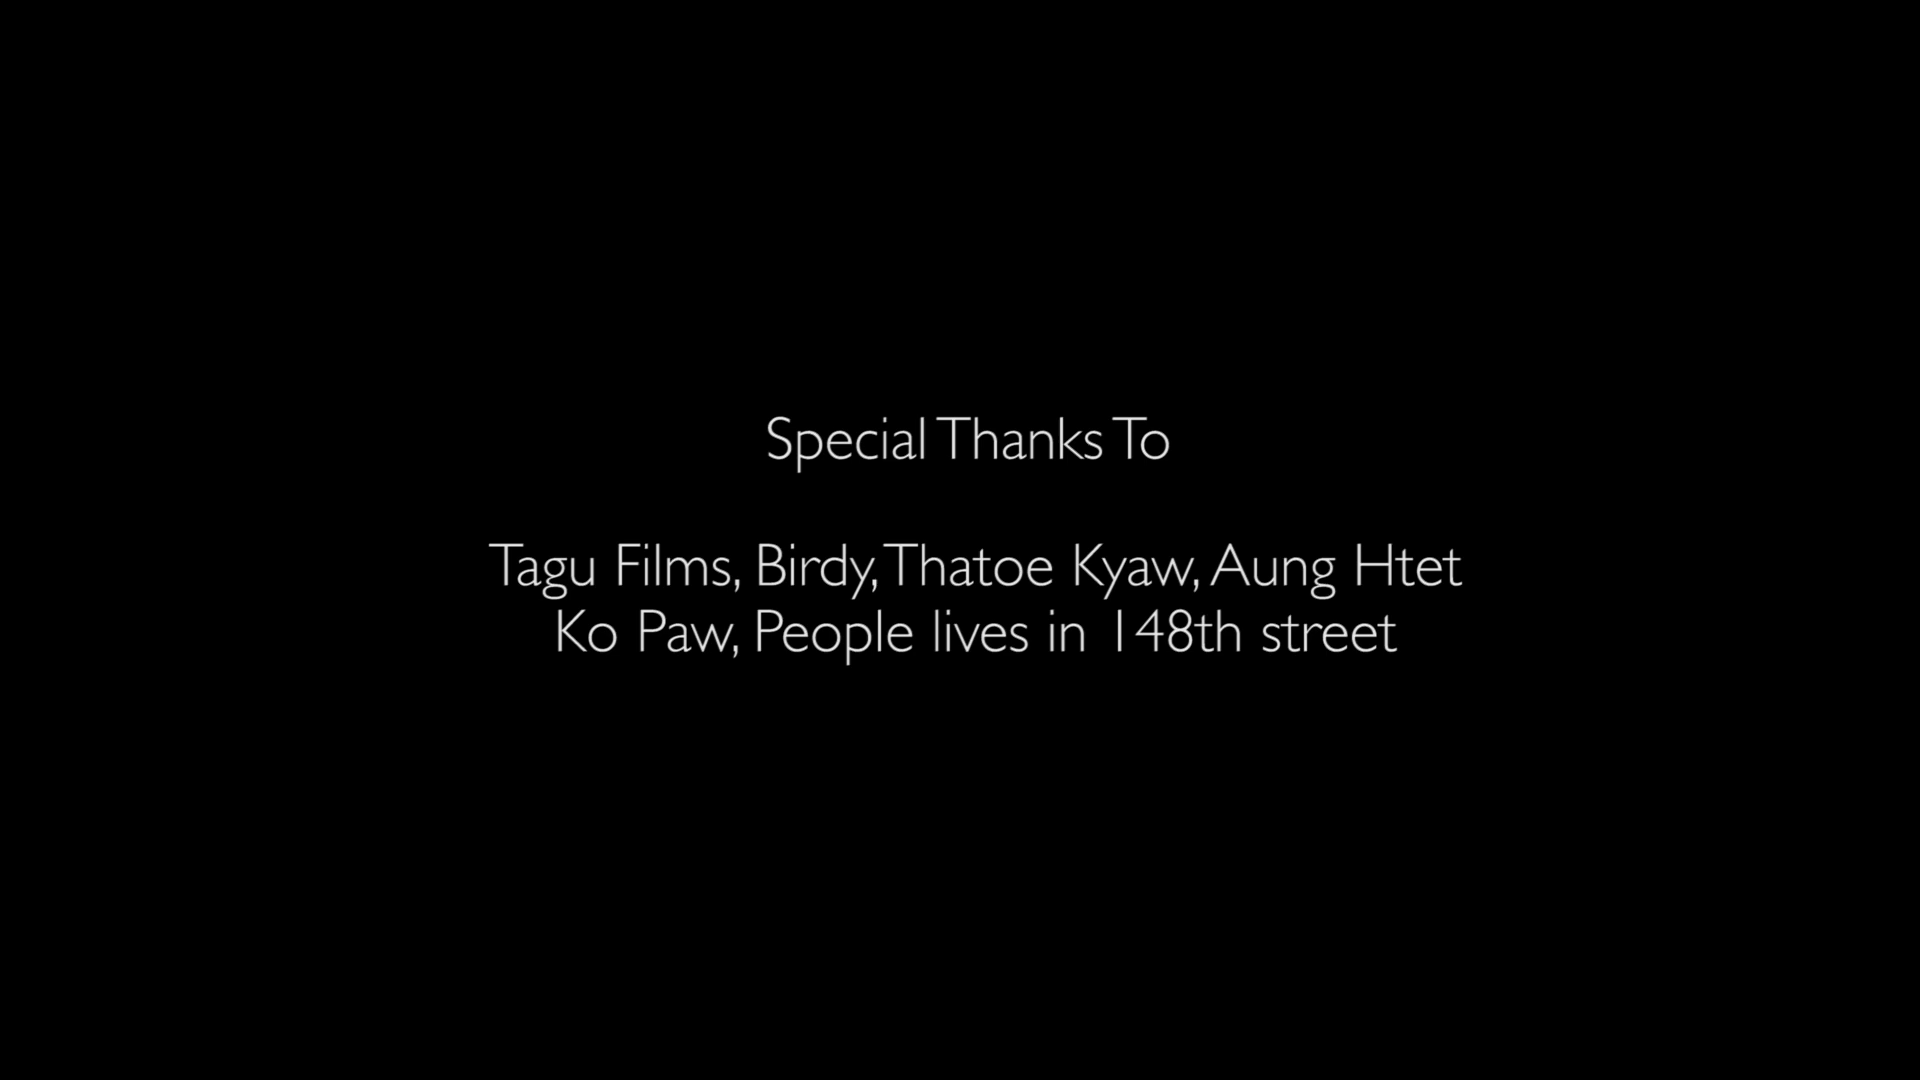 Special Thanks To
Tagu Films, Birdy, Thatoe Kyaw, Aung Htet
Ko Paw, People lives in 148th street